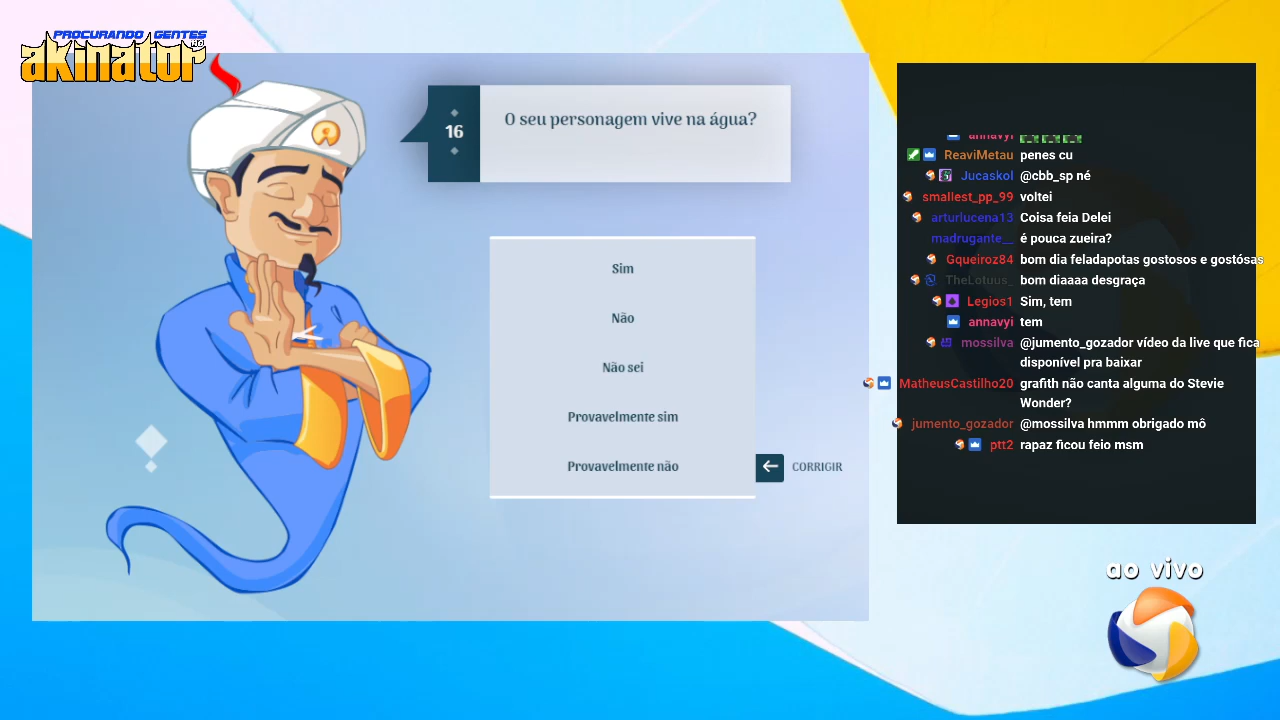 PROCURANDO GENTES
NO
akinator
16
O seu personagem vive na água?
Sim
Não
Não sei
Provavelmente sim
Provavelmente não
CORRIGIR
annavyi
ReaviMetau penes cu
Jucaskol @cbb_sp né
smallest_pp_99 voltei
arturlucena13 Coisa feia Delei
madrugante__ é pouca zueira?
Gqueiroz84 bom dia feladapotas gostosos e gostósas
TheLotuus_ bom diaaaa desgraça
Legios1 Sim, tem
annavyi tem
mossilva @jumento_gozador vídeo da live que fica
disponível pra baixar
MatheusCastilho20 grafith não canta alguma do Stevie
Wonder?
jumento_gozador @mossilva hmmm obrigado mô
ptt2 rapaz ficou feio msm
ao vivo